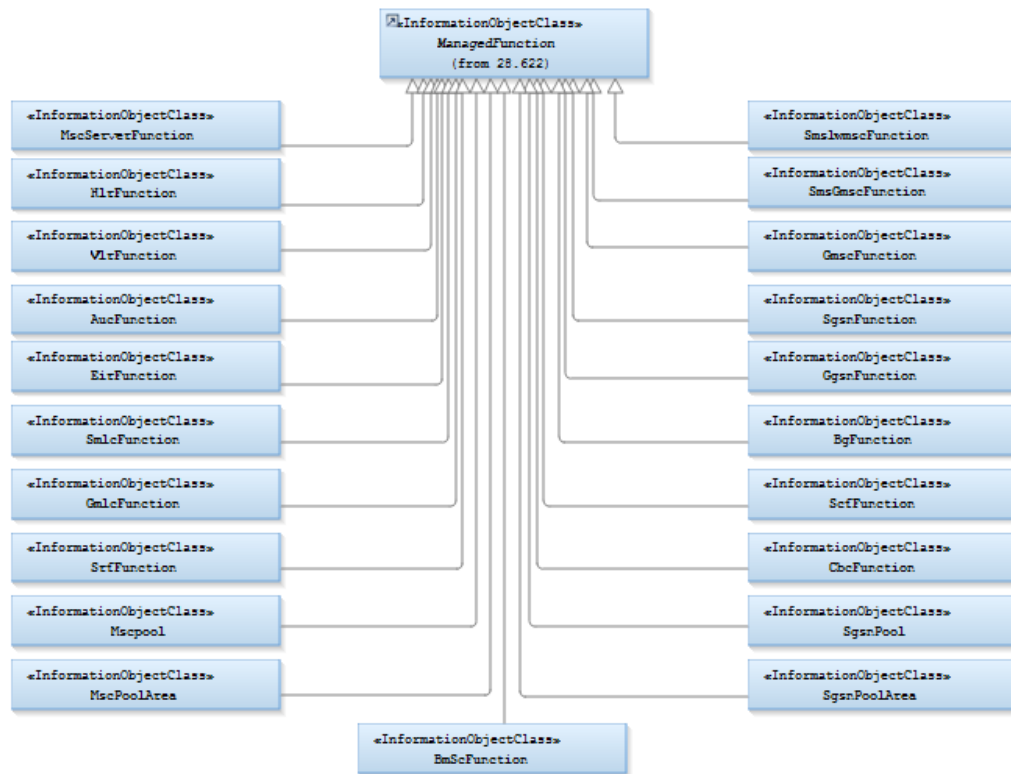 «InformationObjectClass»
ManagedFunction
(from 28.622)
«InformationObjectClass»
MscServerFunction
«InformationObjectClass»
HlrFunction
«InformationObjectClass»
VlrFunction
«InformationObjectClass»
AucFunction
«InformationObjectClass»
EirFunction
«InformationObjectClass»
SmlcFunction
«InformationObjectClass»
GmlcFunction
«InformationObjectClass»
SrfFunction
«InformationObjectClass»
Mscpool
«InformationObjectClass»
MscPoolArea
«InformationObjectClass»
SmsIwmscFunction
«InformationObjectClass»
SmsGmscFunction
«InformationObjectClass»
GmscFunction
«InformationObjectClass»
SgsnFunction
«InformationObjectClass»
GgsnFunction
«InformationObjectClass»
BgFunction
«InformationObjectClass»
ScfFunction
«InformationObjectClass»
CbcFunction
«InformationObjectClass»
SgsnPool
«InformationObjectClass»
SgsnPoolArea
«InformationObjectClass»
BmScFunction